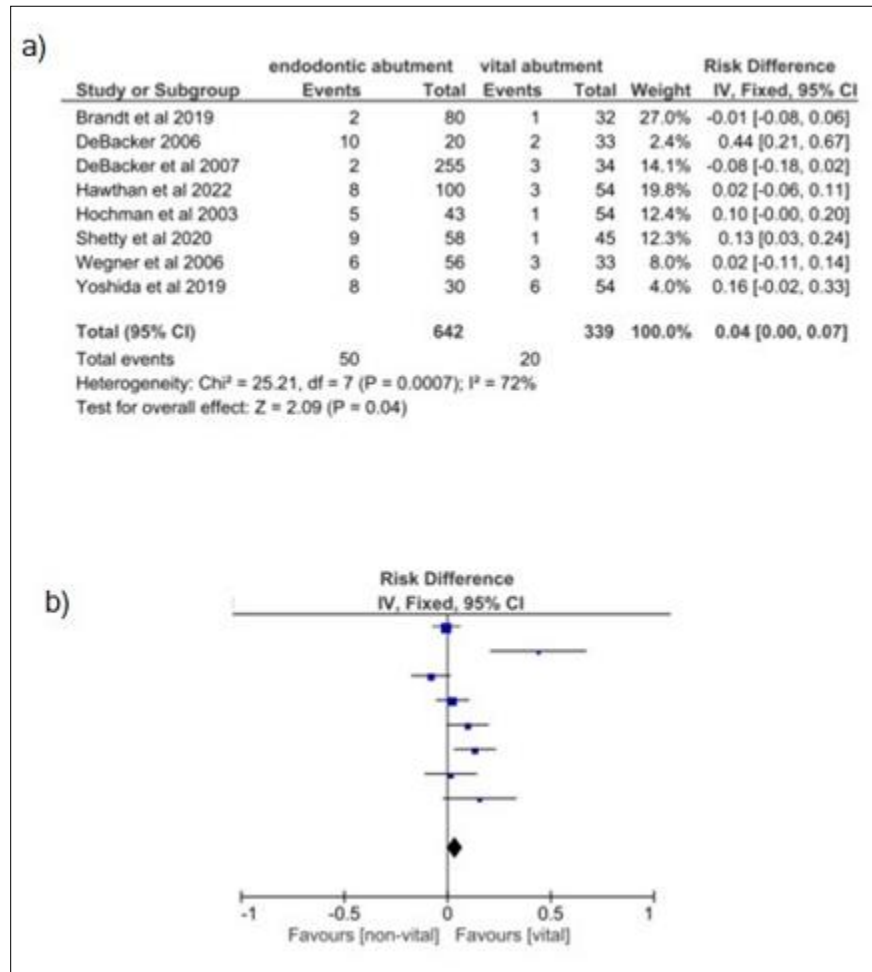 a)
endodontic abutment vital abutment Risk Difference
Study or Subgroup Events Total Events Total Weight IV, Fixed, 95% CI
Brandt et al 2019 2 80 1 32 27.0% -0.01 [-0.08, 0.06]
DeBacker 2006 10 20 2 33 2.4% 0.44 [0.21, 0.67]
DeBacker et al 2007 2 255 3 34 14.1% -0.08 [-0.18, 0.02]
Hawthan et al 2022 8 100 3 54 19.8% 0.02 [-0.06, 0.11]
Hochman et al 2003 5 43 1 54 12.4% 0.10 [-0.00, 0.20]
Shetty et al 2020 9 58 1 45 12.3% 0.13 [0.03, 0.24]
Wegner et al 2006 6 56 3 33 8.0% 0.02 [-0.11, 0.14]
Yoshida et al 2019 8 30 6 54 4.0% 0.16 [-0.02, 0.33]
Total (95% CI) 642 339 100.0% 0.04 [0.00, 0.07]
Total events 50 20
Heterogeneity: Chi² = 25.21, df = 7 (P = 0.0007); I² = 72%
Test for overall effect: Z = 2.09 (P = 0.04)
b)
Risk Difference
IV, Fixed, 95% CI
-1 -0.5 0 0.5 1
Favours [non-vital] Favours [vital]